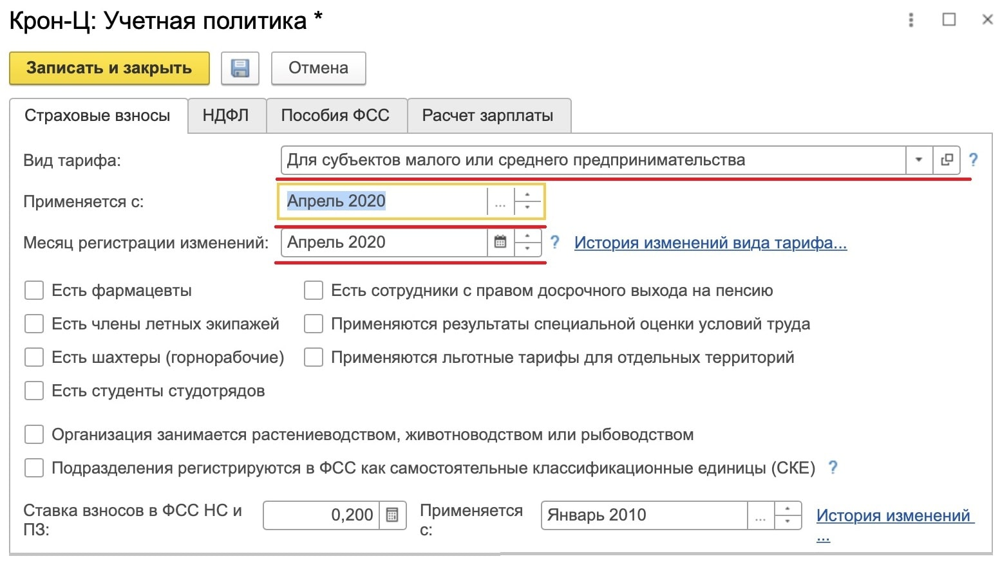 Крон-Ц: Учетная политика *
Записать и закрыть
Отмена
Страховые взносы НДФЛ Пособия ФСС Расчет зарплаты
Вид тарифа: Для субъектов малого или среднего предпринимательства ?
Применяется с: Апрель 2020 ...
Месяц регистрации изменений: Апрель 2020 ? История изменений вида тарифа...
Есть фармацевты Есть сотрудники с правом досрочного выхода на пенсию
Есть члены летных экипажей Применяются результаты специальной оценки условий труда
Есть шахтеры (горнорабочие) Применяются льготные тарифы для отдельных территорий
Есть студенты студотрядов
Организация занимается растениеводством, животноводством или рыбоводством
Подразделения регистрируются в ФСС как самостоятельные классификационные единицы (СКЕ) ?
Ставка взносов в ФСС НС и
ПЗ:
0,200
Применяется
с:
Январь 2010 ...
История изменений
...